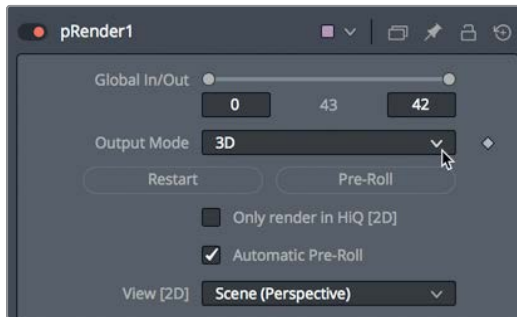 pRender1
Global In/Out
0 43 42
Output Mode 3D
Restart Pre-Roll
Only render in HiQ [2D]
Automatic Pre-Roll
View [2D] Scene (Perspective)